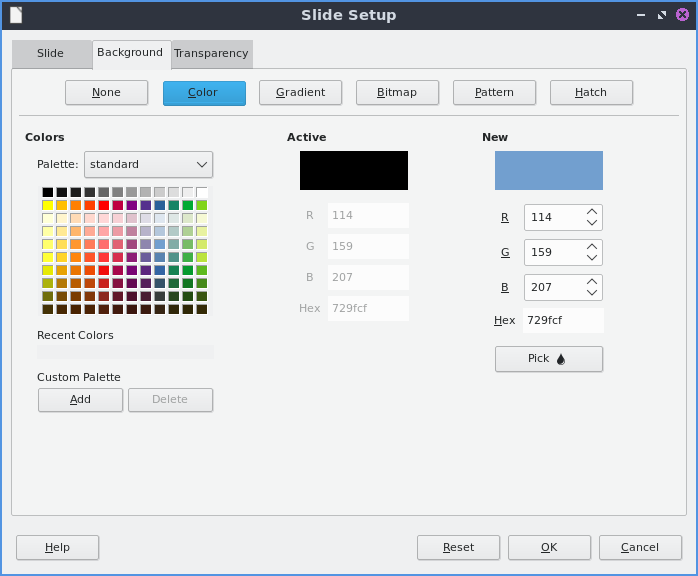 Slide Setup
Slide Background Transparency
None Color Gradient Bitmap Pattern Hatch
Colors Active New
Palette: standard
R 114 R 114
G 159 G 159
B 207 B 207
Hex 729fcf Hex 729fcf
Recent Colors
Pick
Custom Palette
Add Delete
Help Reset OK Cancel